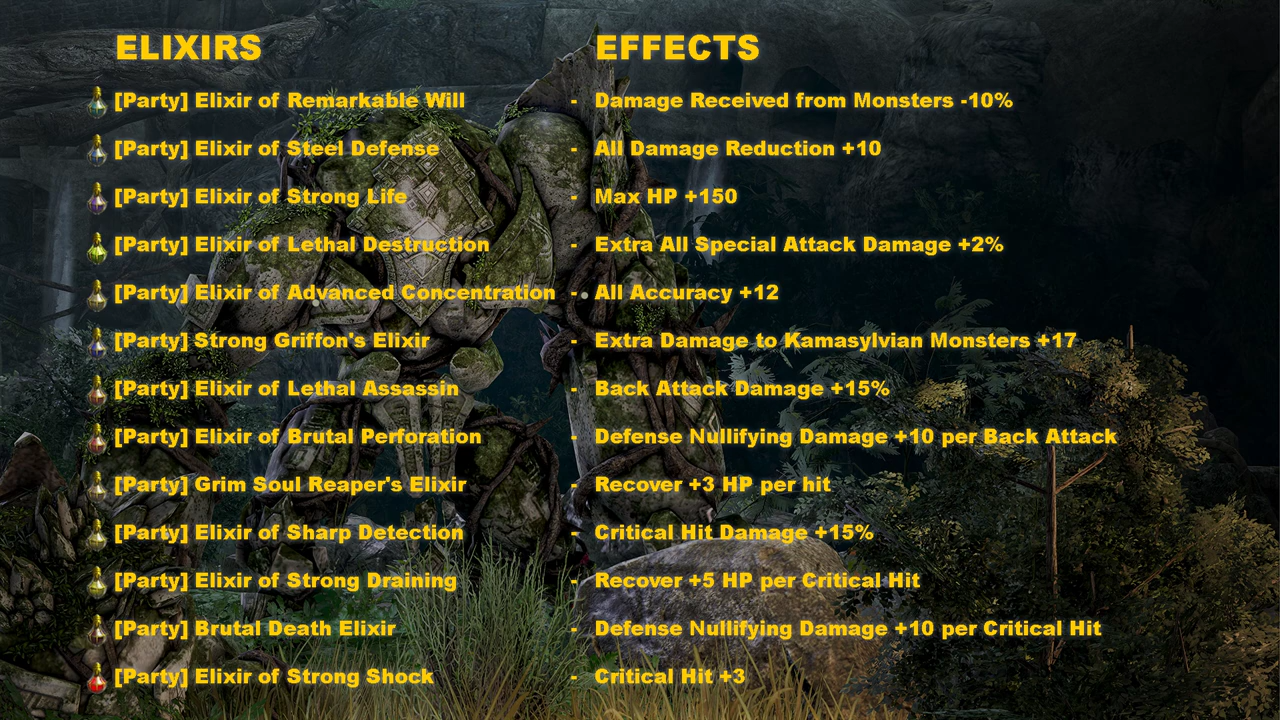 ELIXIRS EFFECTS
[Party] Elixir of Remarkable Will - Damage Received from Monsters -10%
[Party] Elixir of Steel Defense - All Damage Reduction +10
[Party] Elixir of Strong Life - Max HP +150
[Party] Elixir of Lethal Destruction - Extra All Special Attack Damage +2%
[Party] Elixir of Advanced Concentration - All Accuracy +12
[Party] Strong Griffon's Elixir - Extra Damage to Kamasylvian Monsters +17
[Party] Elixir of Lethal Assassin - Back Attack Damage +15%
[Party] Elixir of Brutal Perforation - Defense Nullifying Damage +10 per Back Attack
[Party] Grim Soul Reaper's Elixir - Recover +3 HP per hit
[Party] Elixir of Sharp Detection - Critical Hit Damage +15%
[Party] Elixir of Strong Draining - Recover +5 HP per Critical Hit
[Party] Brutal Death Elixir - Defense Nullifying Damage +10 per Critical Hit
[Party] Elixir of Strong Shock - Critical Hit +3